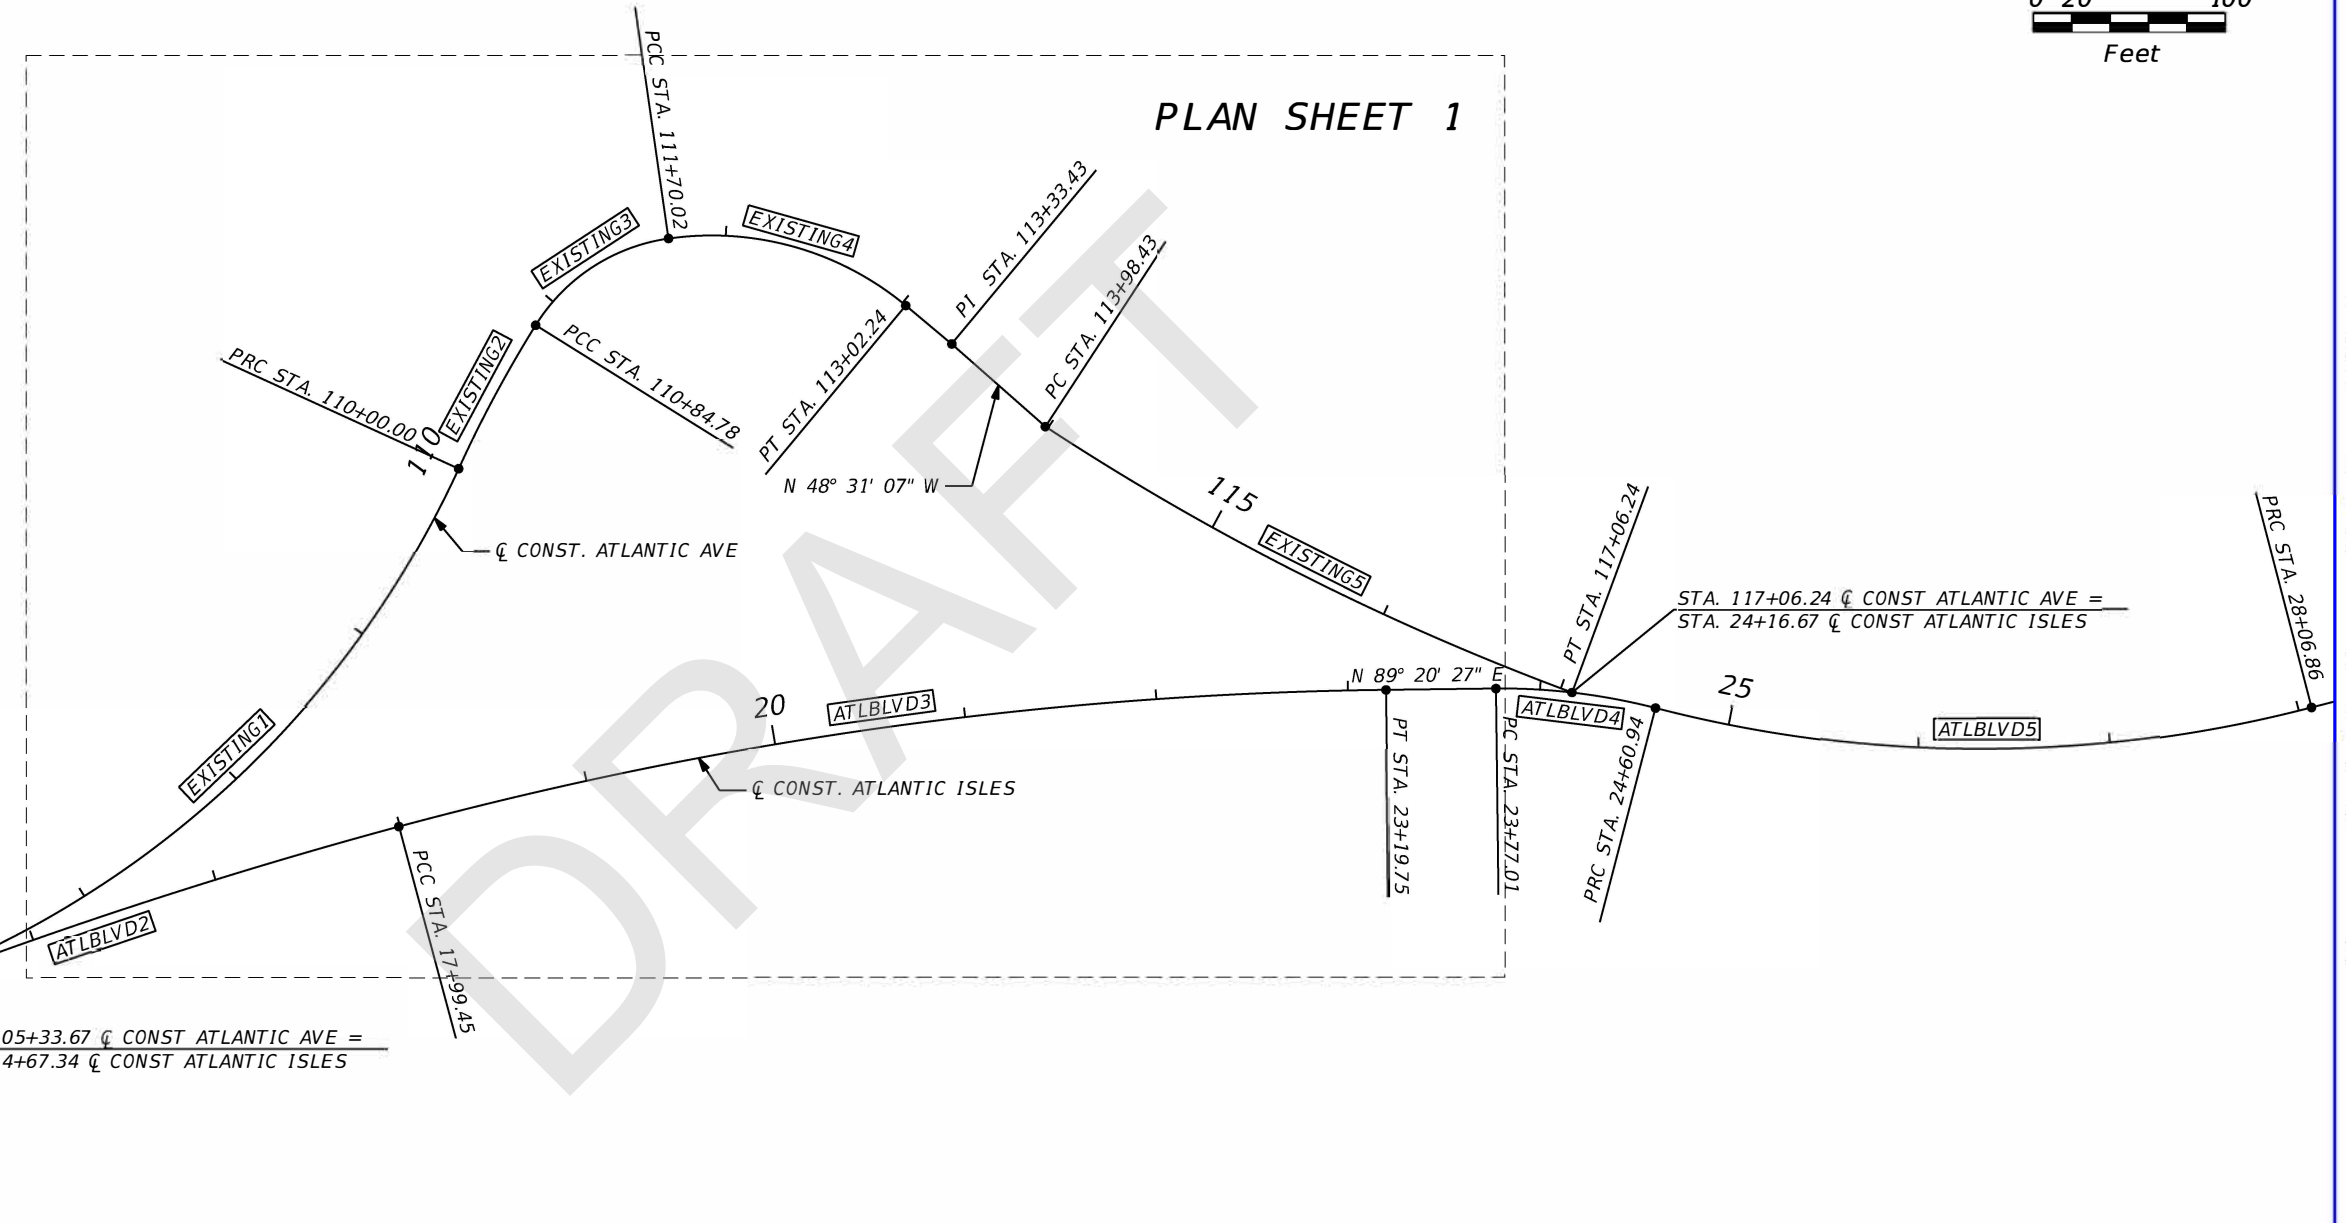 0 20 100
Feet
PLAN SHEET 1
PCC STA. 111+70.02
EXISTING3
EXISTING4
PI STA. 113+33.43
PC STA. 113+98.43
EXISTING2
PRC STA. 110+00.00
110
PCC STA. 110+84.78
PT STA. 113+02.24
N 48° 31' 07" W
℄ CONST. ATLANTIC AVE
115
EXISTING5
PT STA. 117+06.24
STA. 117+06.24 ℄ CONST ATLANTIC AVE =
STA. 24+16.67 ℄ CONST ATLANTIC ISLES
PRC STA. 28+06.86
EXISTING1
20
ATLBLVD3
N 89° 20' 27" E
ATLBLVD4
25
ATLBLVD5
℄ CONST. ATLANTIC ISLES
PT STA. 23+19.75
PC STA. 23+77.01
PRC STA. 24+60.94
ATLBLVD2
PCC STA. 17+99.45
05+33.67 ℄ CONST ATLANTIC AVE =
4+67.34 ℄ CONST ATLANTIC ISLES
DRAFT